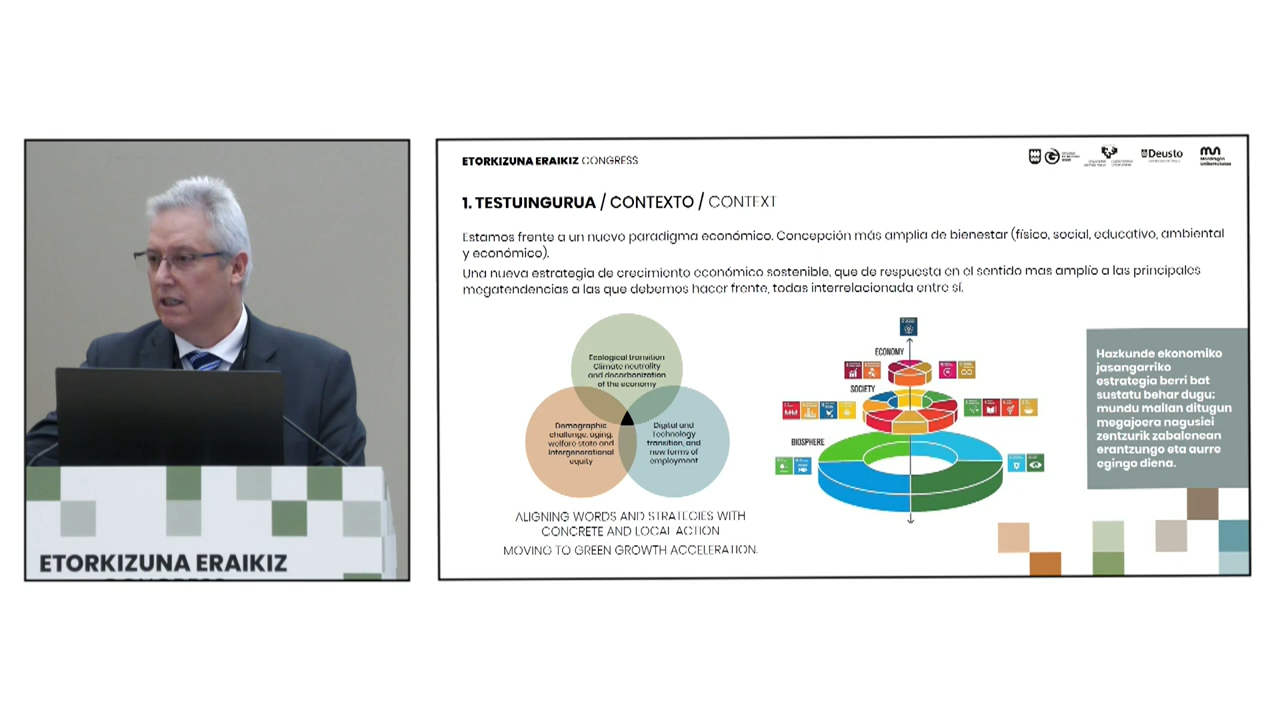 ETORKIZUNA ERAIKIZ
CONGRESS
ETORKIZUNA ERAIKIZ CONGRESS
Deusto
mun
Mondragon
Unibertsitatea
1. TESTUINGURUA / CONTEXTO / CONTEXT
Estamos frente a un nuevo paradigma económico. Concepción más amplia de bienestar (físico, social, educativo, ambiental
y económico).
Una nueva estrategia de crecimiento económico sostenible, que de respuesta en el sentido mas amplío a las principales
megatendencias a las que debemos hacer frente, todas interrelacionada entre sí.
Ecological transition
Climate neutrality
and decarbonization
of the economy
Demographic
challenge, aging,
welfare state and
intergenerational
equity
Digital and
Technology
transition, and
new forms of
employment
ALIGNING WORDS AND STRATEGIES WITH
CONCRETE AND LOCAL ACTION
MOVING TO GREEN GROWTH ACCELERATION.
ECONOMY
SOCIETY
BIOSPHERE
Hazkunde ekonomiko
jasangarriko
estrategia berri bat
sustatu behar dugu:
mundu mailan ditugun
megajoera nagusiei
zentzurik zabalenean
erantzungo eta aurre
egingo diena.